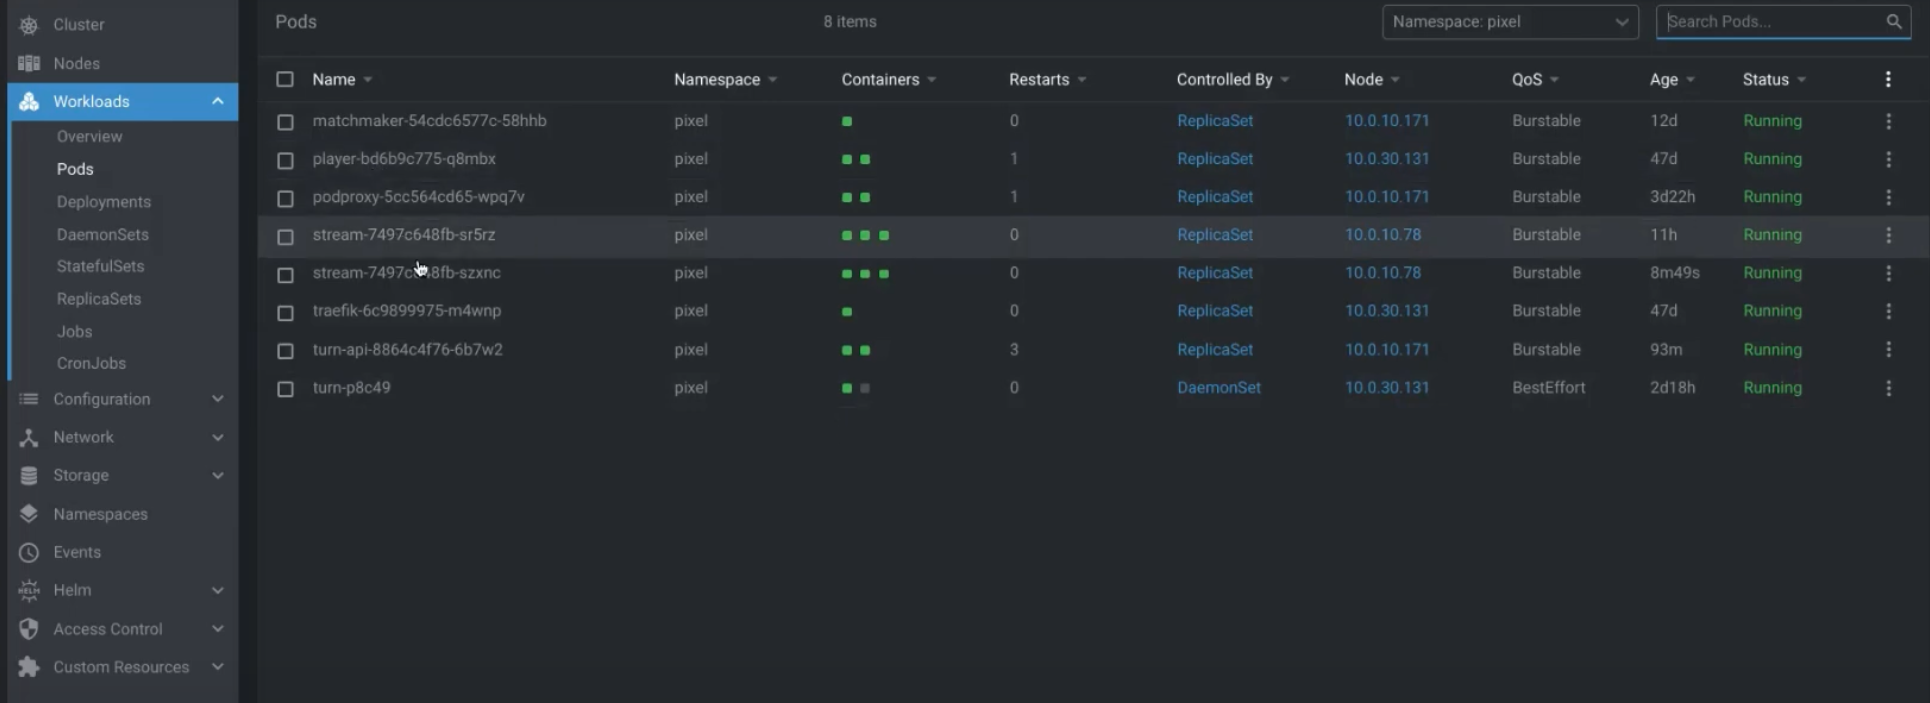 Cluster
Nodes
Workloads
Overview
Pods
Deployments
DaemonSets
StatefulSets
ReplicaSets
Jobs
CronJobs
Configuration
Network
Storage
Namespaces
Events
HELM Helm
Access Control
Custom Resources
Pods 8 items Namespace: pixel Search Pods...
Name Namespace Containers Restarts Controlled By Node QoS Age Status
matchmaker-54cdc6577c-58hhb pixel 0 ReplicaSet 10.0.10.171 Burstable 12d Running
player-bd6b9c775-q8mbx pixel 1 ReplicaSet 10.0.30.131 Burstable 47d Running
podproxy-5cc564cd65-wpq7v pixel 1 ReplicaSet 10.0.10.171 Burstable 3d22h Running
stream-7497c648fb-sr5rz pixel 0 ReplicaSet 10.0.10.78 Burstable 11h Running
stream-7497c648fb-szxnc pixel 0 ReplicaSet 10.0.10.78 Burstable 8m49s Running
traefik-6c9899975-m4wnp pixel 0 ReplicaSet 10.0.30.131 Burstable 47d Running
turn-api-8864c4f76-6b7w2 pixel 3 ReplicaSet 10.0.10.171 Burstable 93m Running
turn-p8c49 pixel 0 DaemonSet 10.0.30.131 BestEffort 2d18h Running